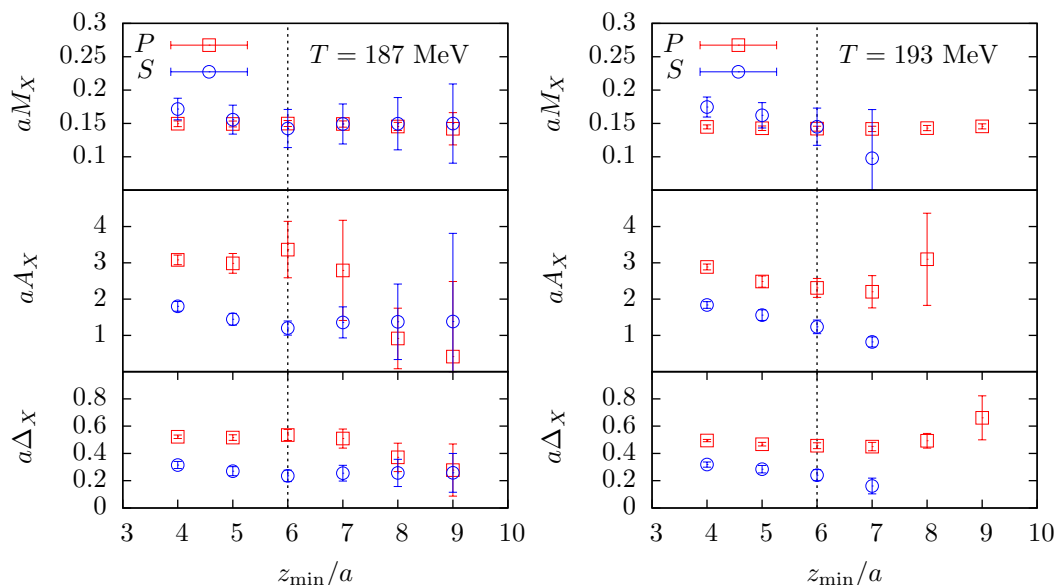 0.3
0.25
0.2
0.15
0.1
aM_X
P
S
T = 187 MeV
4
3
2
1
aA_X
0.8
0.6
0.4
0.2
0
aΔ_X
3 4 5 6 7 8 9 10
z_min/a
0.3
0.25
0.2
0.15
0.1
aM_X
P
S
T = 193 MeV
4
3
2
1
aA_X
0.8
0.6
0.4
0.2
0
aΔ_X
3 4 5 6 7 8 9 10
z_min/a